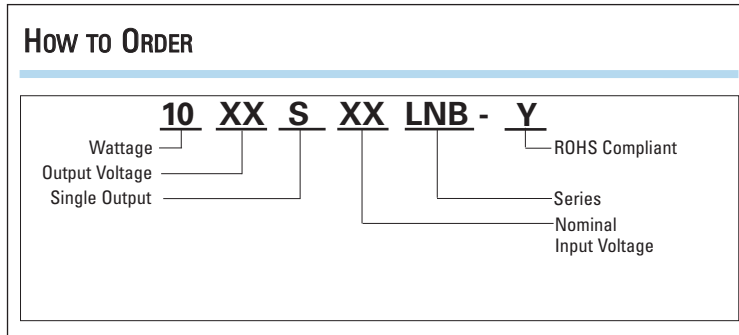 HOW TO ORDER
10 XX S XX LNB - Y
Wattage
Output Voltage
Single Output
ROHS Compliant
Series
Nominal
Input Voltage